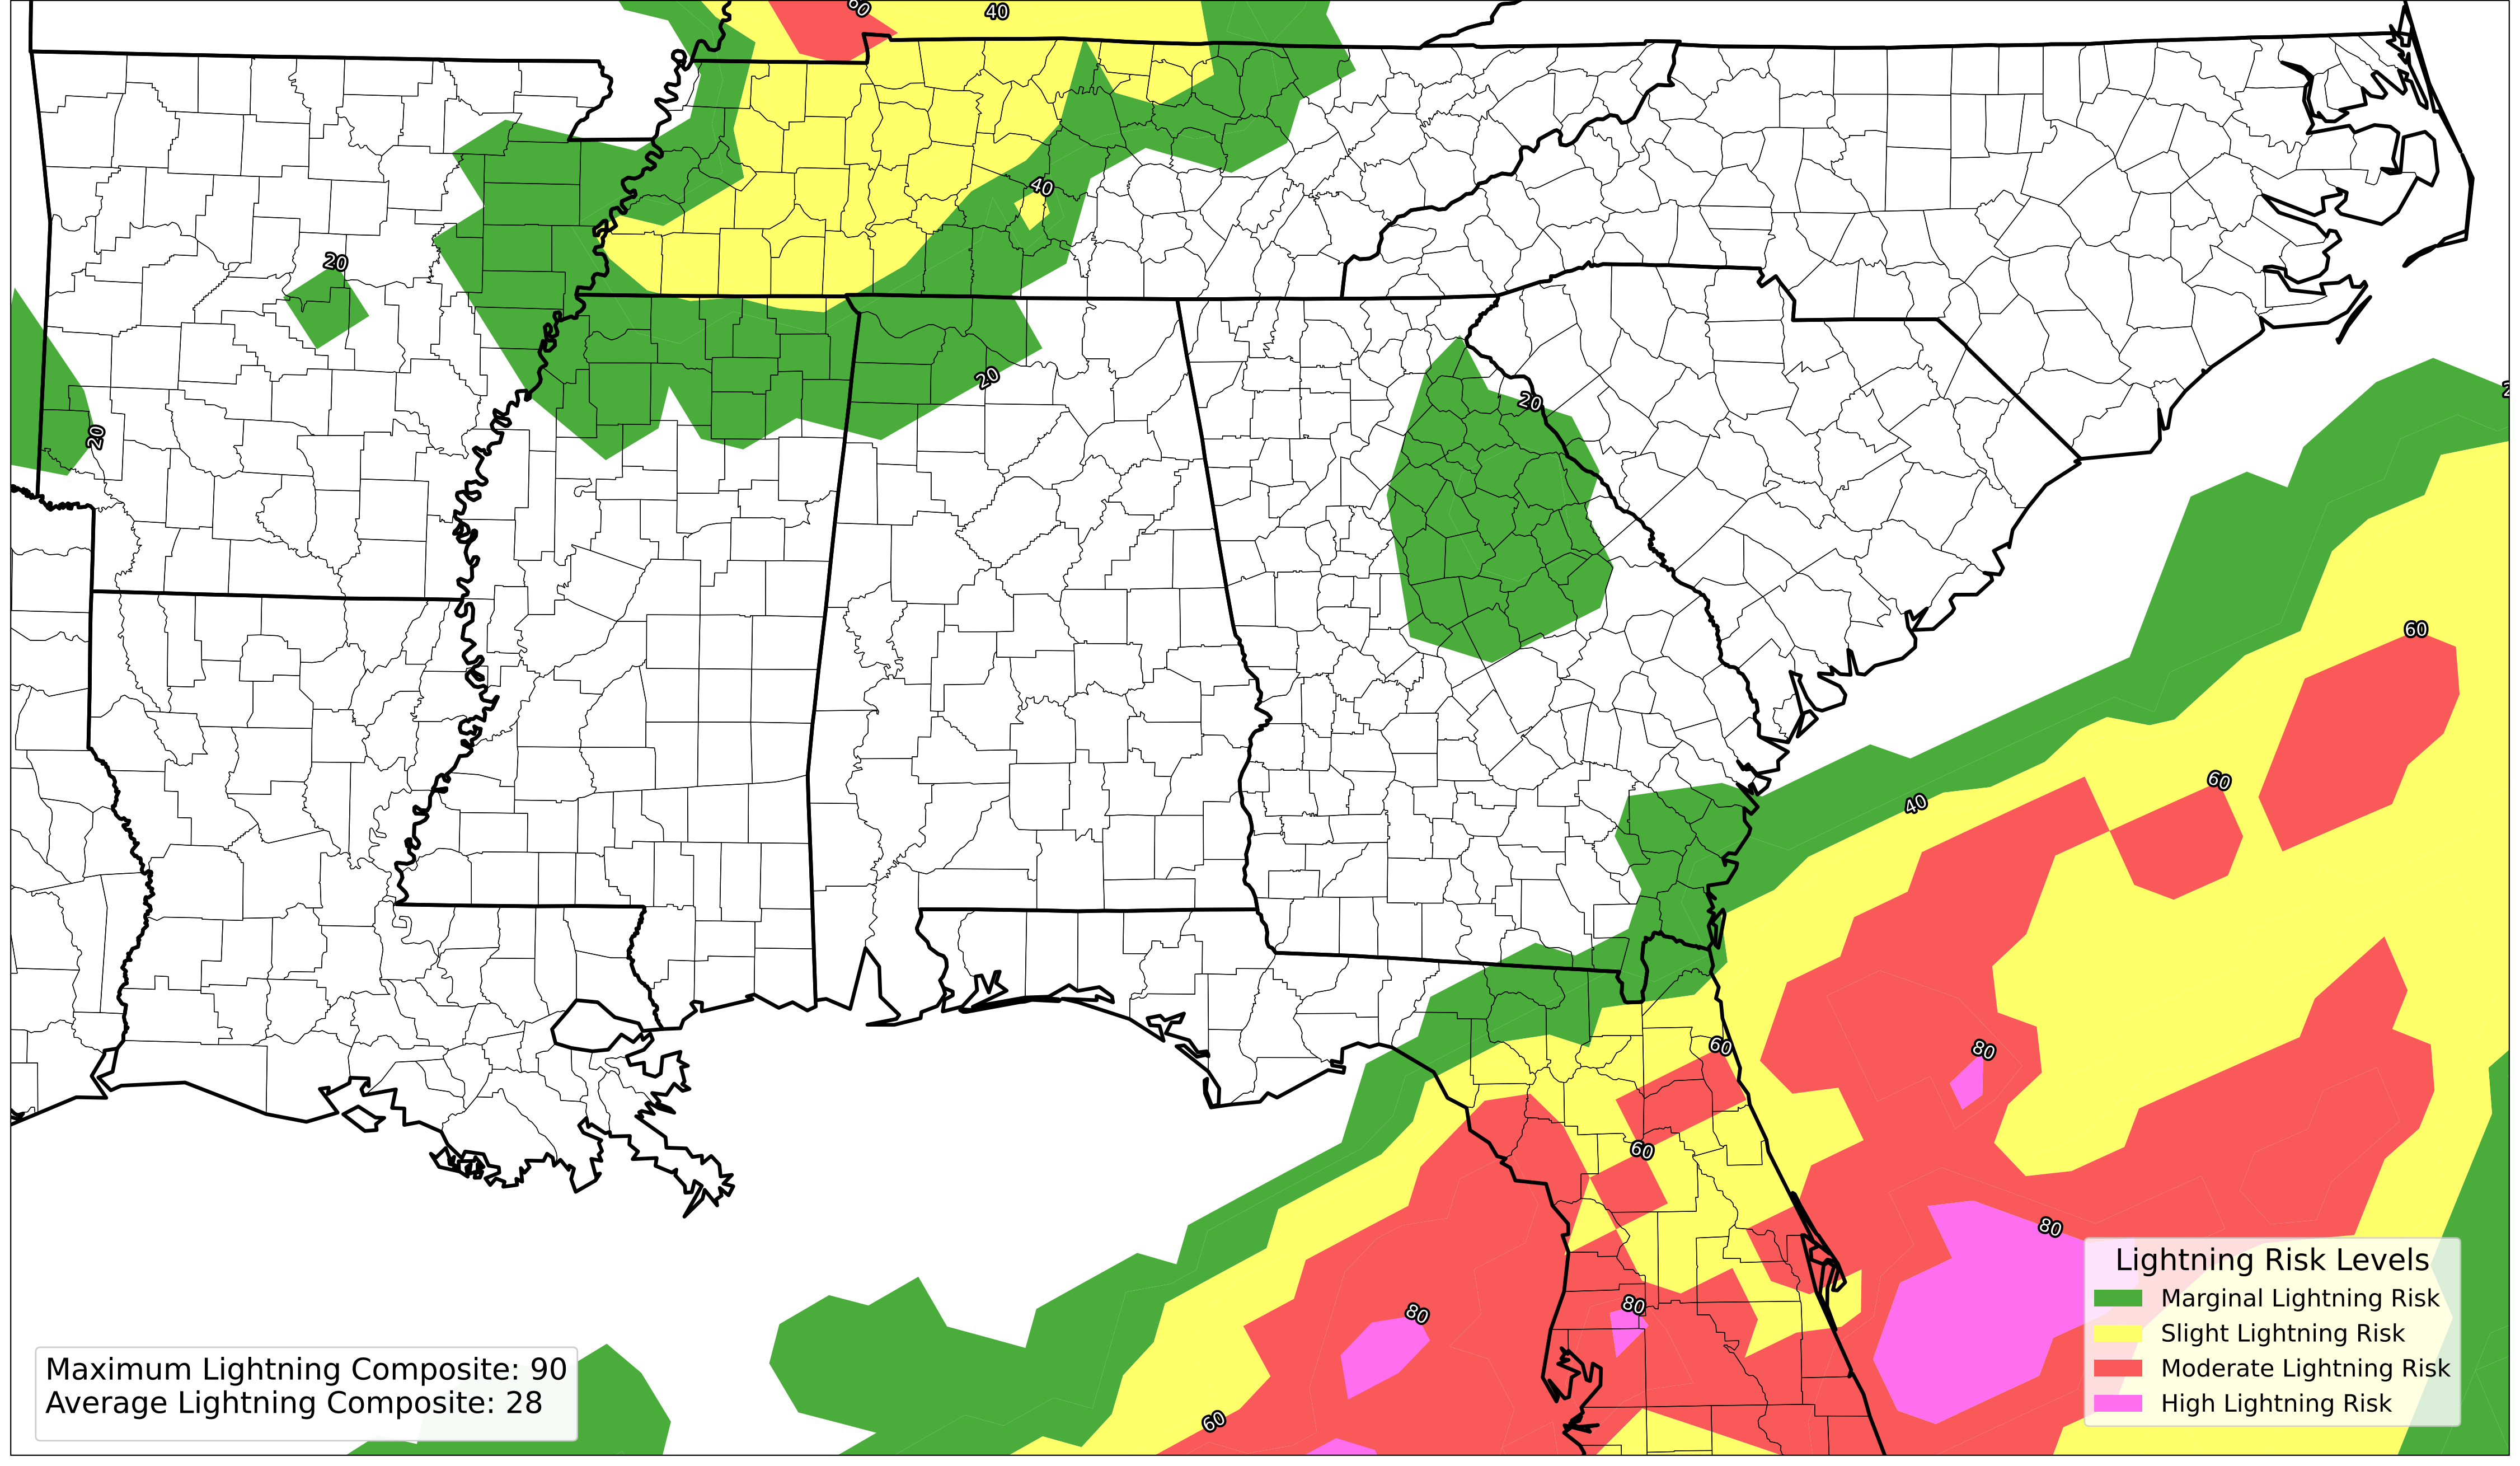 60
40
40
20
20
20
20
2
60
60
40
60
80
60
80
80
80
60
Lightning Risk Levels
Marginal Lightning Risk
Slight Lightning Risk
Moderate Lightning Risk
High Lightning Risk
Maximum Lightning Composite: 90
Average Lightning Composite: 28